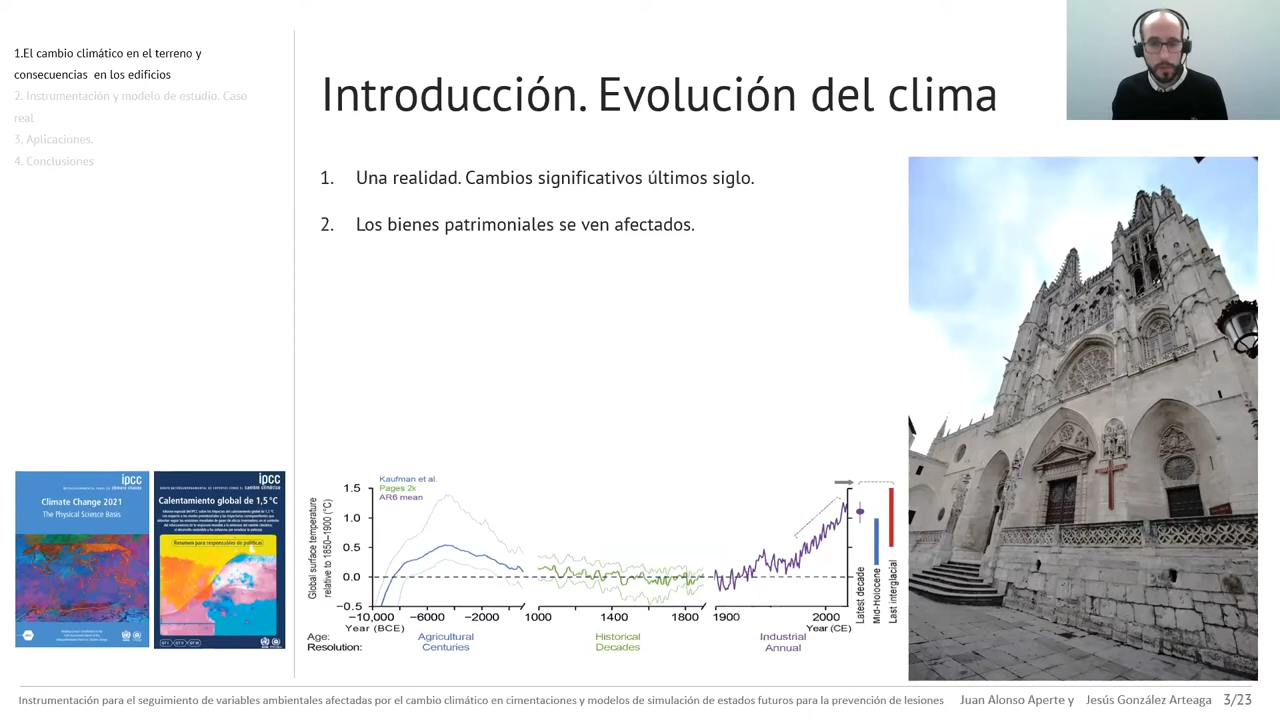 1.El cambio climático en el terreno y
consecuencias en los edificios
2. Instrumentación y modelo de estudio. Caso
real
3, Aplicaciones.
4. Conclusiones
Introducción. Evolución del clima
1. Una realidad. Cambios significativos últimos siglo.
2. Los bienes patrimoniales se ven afectados.
ipcc
Climate Change 2021
The Physical Science Basis
ipcc
Calentamiento global de 1,5 °C
Resumen para responsables de políticas
Kaufman et al.
Pages 2k
AR6 mean
Global surface temperature
relative to 1850–1900 (°C)
1.5
1.0
0.5
0.0
−0.5
−10,000 −6000 −2000 1000 1400 1800 1900 2000
Year (BCE) Year (CE)
Latest decade
Mid-Holocene
Last interglacial
Age: Agricultural Historical Industrial
Resolution: Centuries Decades Annual
Instrumentación para el seguimiento de variables ambientales afectadas por el cambio climático en cimentaciones y modelos de simulación de estados futuros para la prevención de lesiones Juan Alonso Aperte y Jesús González Arteaga 3/23